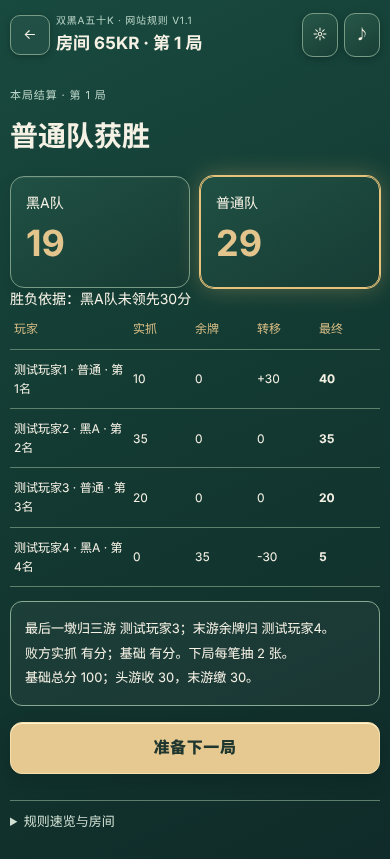 ←
双黑A五十K · 网站规则 V1.1
房间 65KR · 第 1 局
本局结算 · 第 1 局
普通队获胜
黑A队
普通队
19
29
胜负依据：黑A队未领先30分
玩家 实抓 余牌 转移 最终
测试玩家1 · 普通 · 第
1名
10 0 +30 40
测试玩家2 · 黑A · 第
2名
35 0 0 35
测试玩家3 · 普通 · 第
3名
20 0 0 20
测试玩家4 · 黑A · 第
4名
0 35 -30 5
最后一墩归三游 测试玩家3；末游余牌归 测试玩家4。
败方实抓 有分；基础 有分。下局每笔抽 2 张。
基础总分 100；头游收 30，末游缴 30。
准备下一局
▶ 规则速览与房间